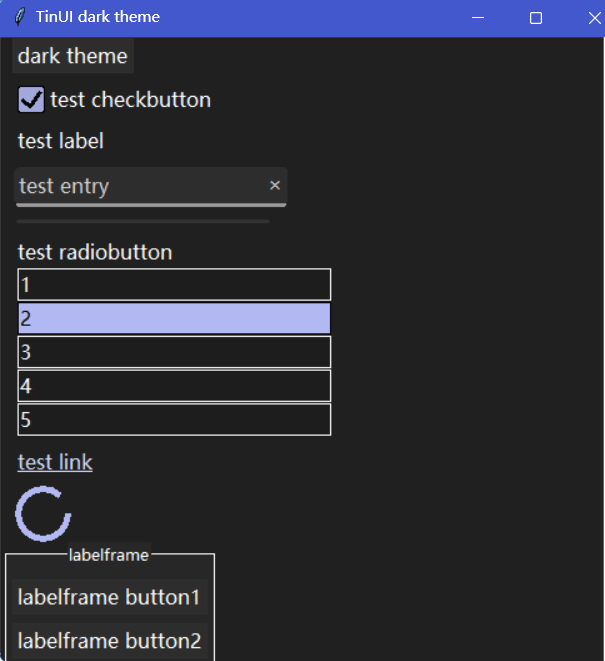 TinUI dark theme
dark theme
test checkbutton
test label
test entry
test radiobutton
1
2
3
4
5
test link
labelframe
labelframe button1
labelframe button2